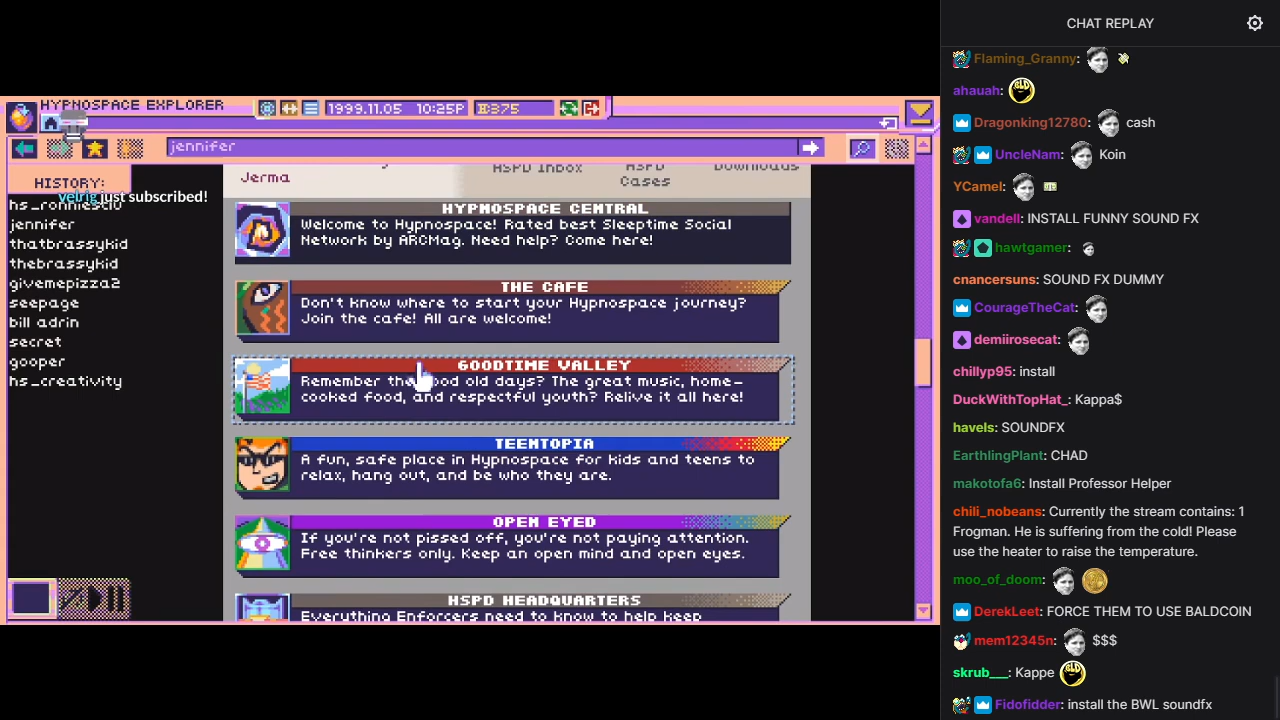 HYPNOSPACE EXPLORER
1999.11.05 10:25P
375
jennifer
HISTORY:
yetrig just subscribed!
hs_ronniesclv
jennifer
thatbrassykid
thebrassykid
givemepizza2
seepage
bill adrin
secret
gooper
hs_creativity
Jerma
HSPD Inbox
HSPD
Cases
Downloads
HYPNOSPACE CENTRAL
Welcome to Hypnospace! Rated best Sleeptime Social
Network by ARCMag. Need help? Come here!
THE CAFE
Don't know where to start your Hypnospace journey?
Join the cafe! All are welcome!
GOODTIME VALLEY
Remember the good old days? The great music, home-
cooked food, and respectful youth? Relive it all here!
TEENTOPIA
A fun, safe place in Hypnospace for kids and teens to
relax, hang out, and be who they are.
OPEN EYED
If you're not pissed off, you're not paying attention.
Free thinkers only. Keep an open mind and open eyes.
HSPD HEADQUARTERS
Everything Enforcers need to know to help keep
CHAT REPLAY
Flaming_Granny:
ahauah:
Dragonking12780: cash
UncleNam: Koin
YCamel:
vandell: INSTALL FUNNY SOUND FX
hawtgamer:
cnancersuns: SOUND FX DUMMY
CourageTheCat:
demiirosecat:
chillyp95: install
DuckWithTopHat_: Kappa$
havels: SOUNDFX
EarthlingPlant: CHAD
makotofa6: Install Professor Helper
chili_nobeans: Currently the stream contains: 1
Frogman. He is suffering from the cold! Please
use the heater to raise the temperature.
moo_of_doom:
DerekLeet: FORCE THEM TO USE BALDCOIN
mem12345n: $$$
skrub___: Kappe
Fidofidder: install the BWL soundfx